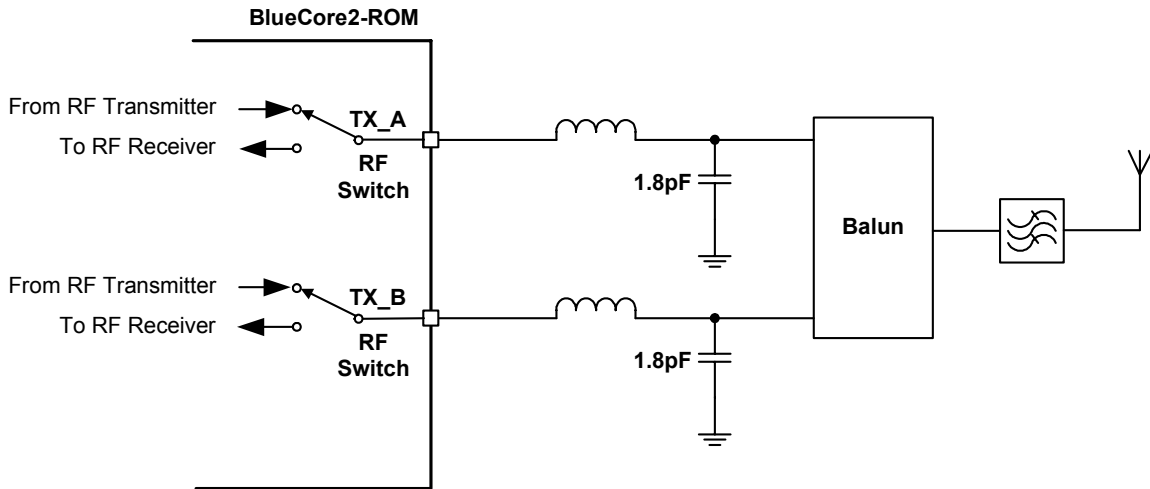 BlueCore2-ROM
From RF Transmitter
TX_A
To RF Receiver
RF
Switch
1.8pF
Balun
From RF Transmitter
TX_B
To RF Receiver
RF
Switch
1.8pF